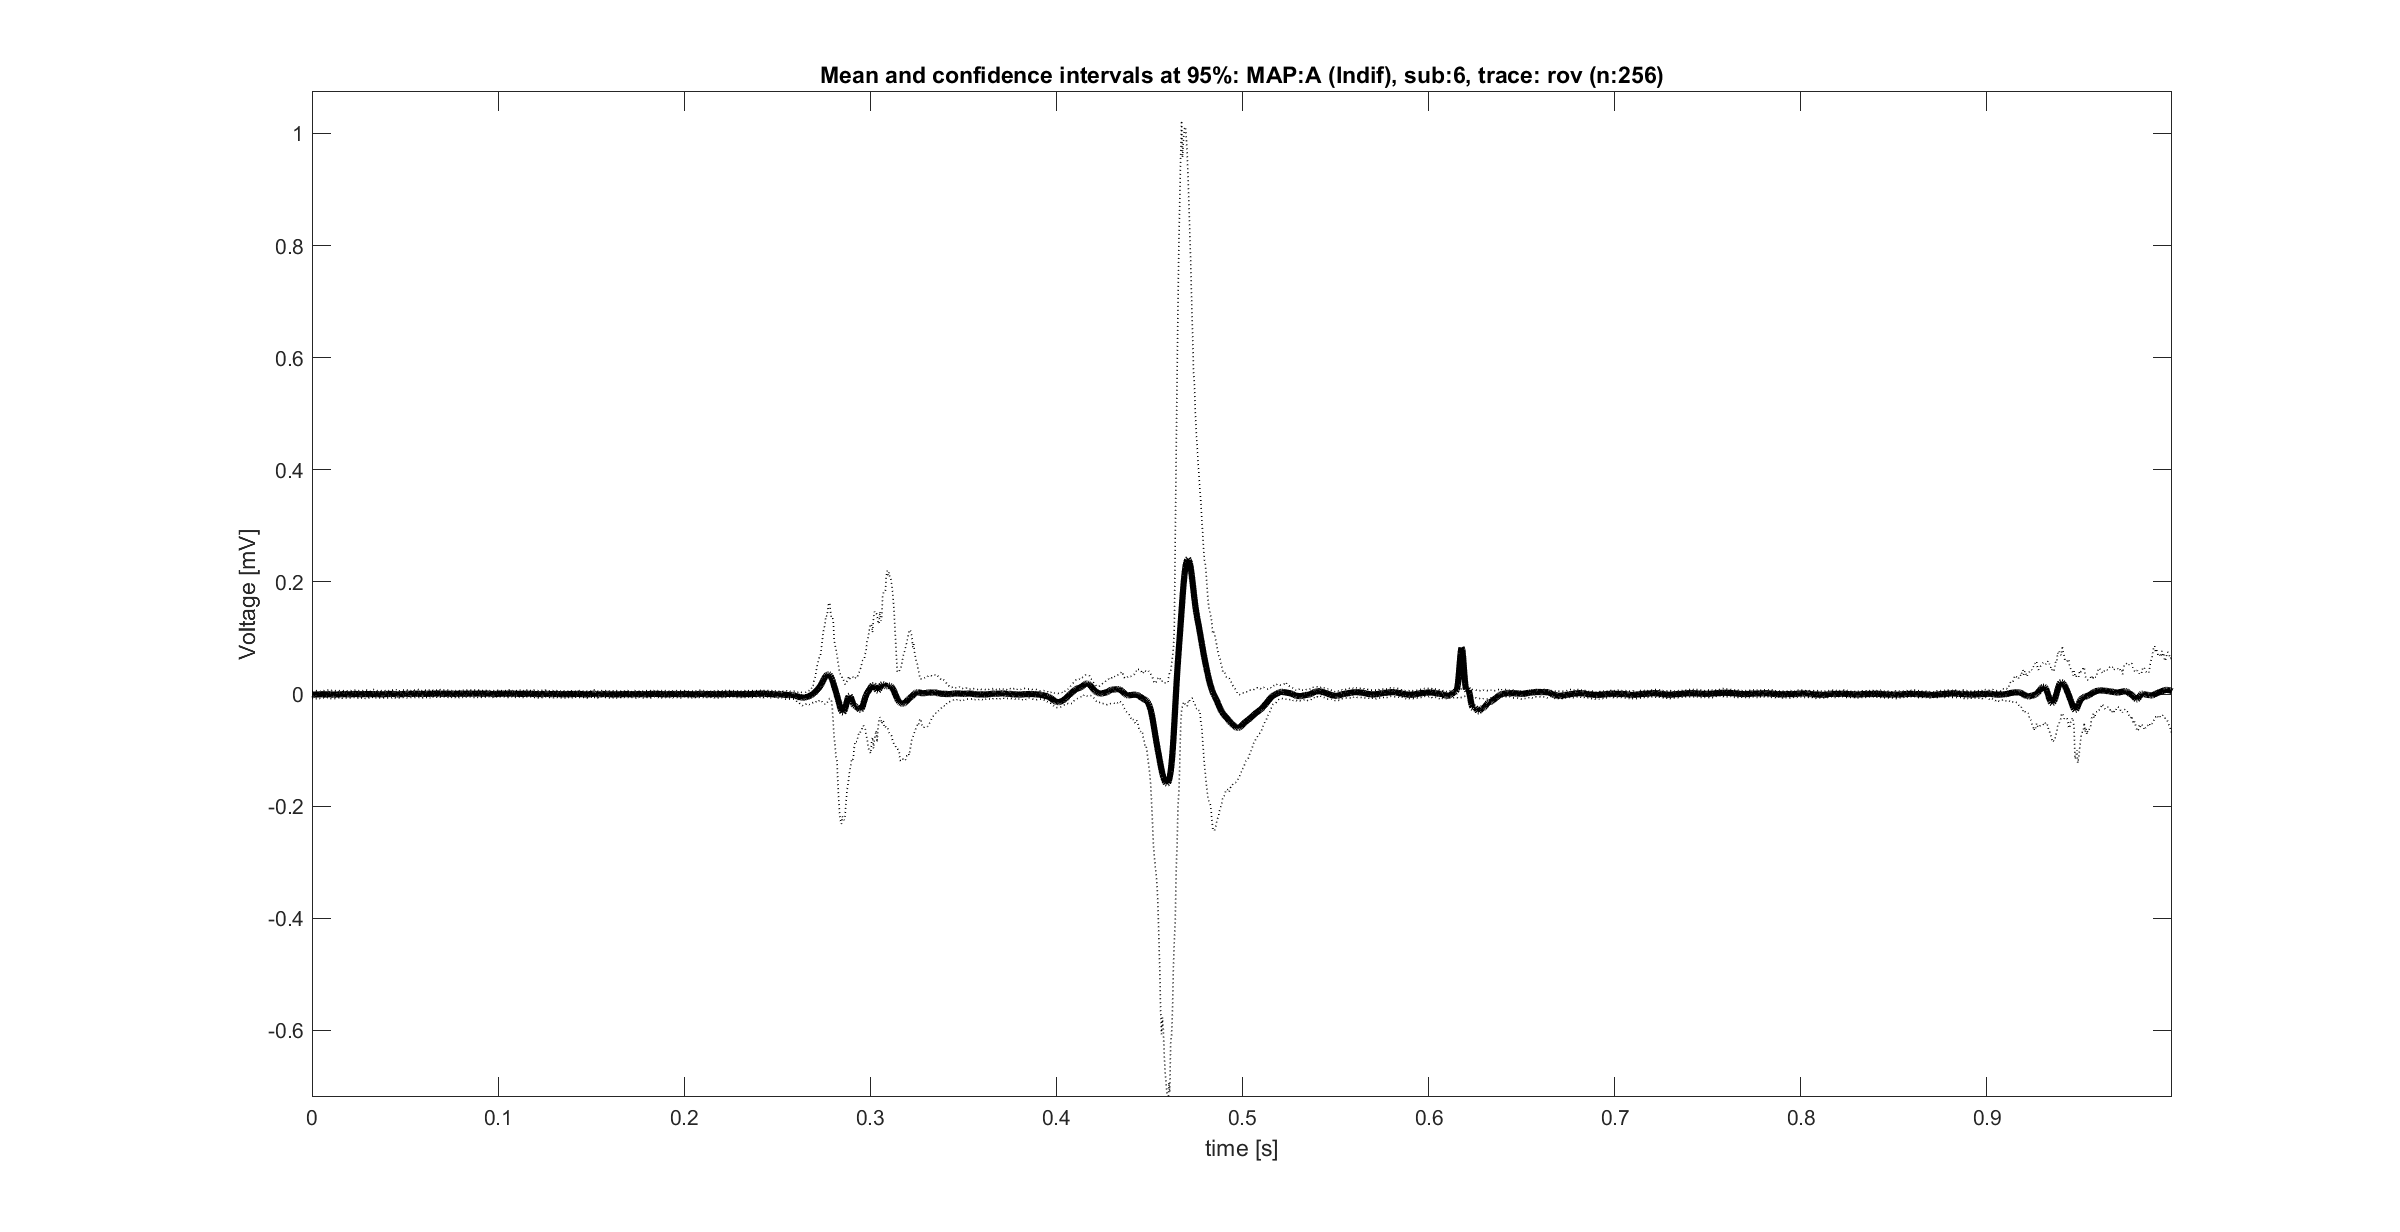 Mean and confidence intervals at 95%: MAP:A (Indif), sub:6, trace: rov (n:256)
1
0.8
0.6
0.4
0.2
0
-0.2
-0.4
-0.6
Voltage [mV]
0 0.1 0.2 0.3 0.4 0.5 0.6 0.7 0.8 0.9
time [s]